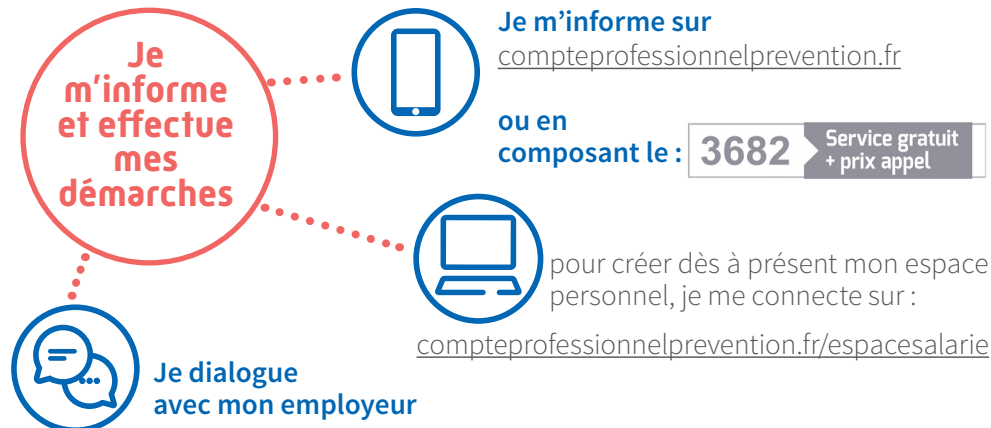 Je
m’informe
et effectue
mes
démarches
Je m’informe sur
compteprofessionnelprevention.fr
ou en
composant le :
3682
Service gratuit
+ prix appel
pour créer dès à présent mon espace
personnel, je me connecte sur :
compteprofessionnelprevention.fr/espacesalarie
Je dialogue
avec mon employeur